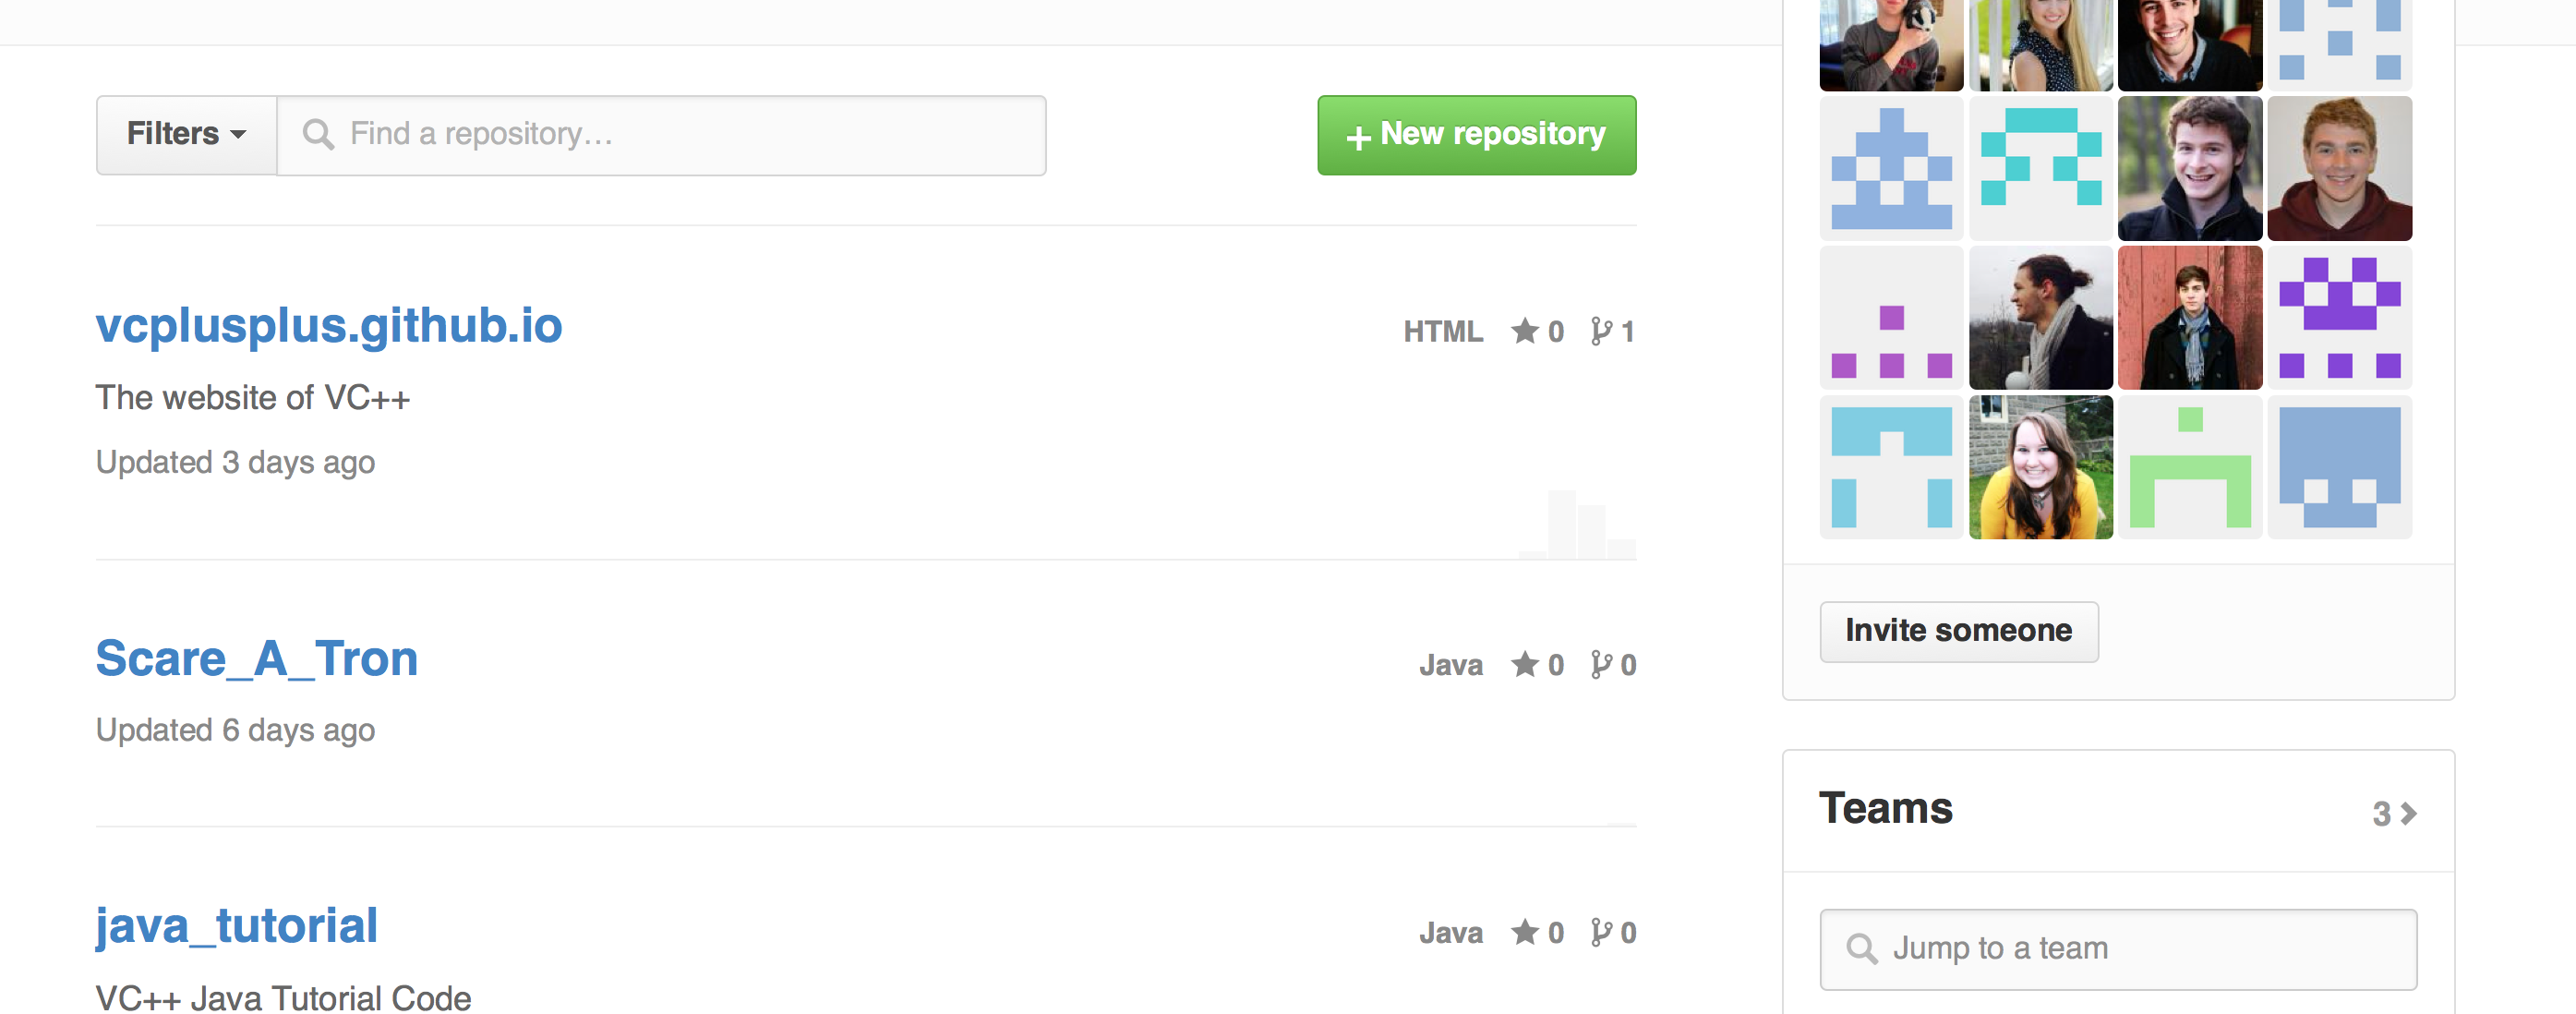 Filters
Find a repository…
+ New repository
vcplusplus.github.io
HTML 0 1
The website of VC++
Updated 3 days ago
Scare_A_Tron
Java 0 0
Updated 6 days ago
java_tutorial
Java 0 0
VC++ Java Tutorial Code
Invite someone
Teams
3
Jump to a team